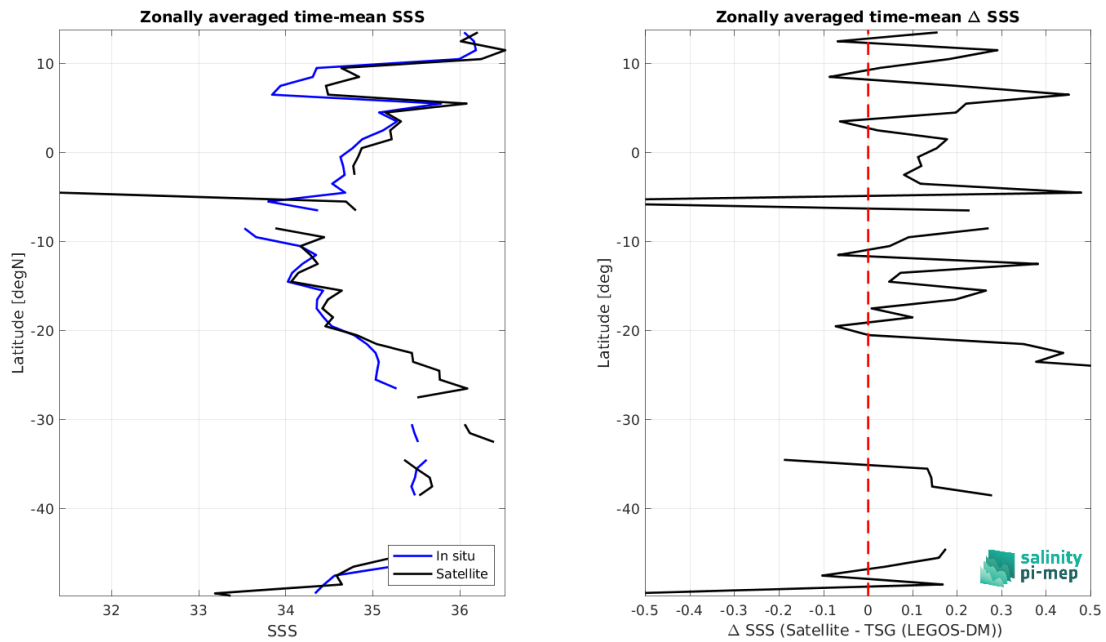 Zonally averaged time-mean SSS
10
0
-10
-20
-30
-40
Latitude [degN]
32
33
34
35
36
SSS
In situ
Satellite
Zonally averaged time-mean Δ SSS
10
0
-10
-20
-30
-40
Latitude [deg]
-0.5
-0.4
-0.3
-0.2
-0.1
0
0.1
0.2
0.3
0.4
0.5
Δ SSS (Satellite - TSG (LEGOS-DM))
salinity
pi-mep